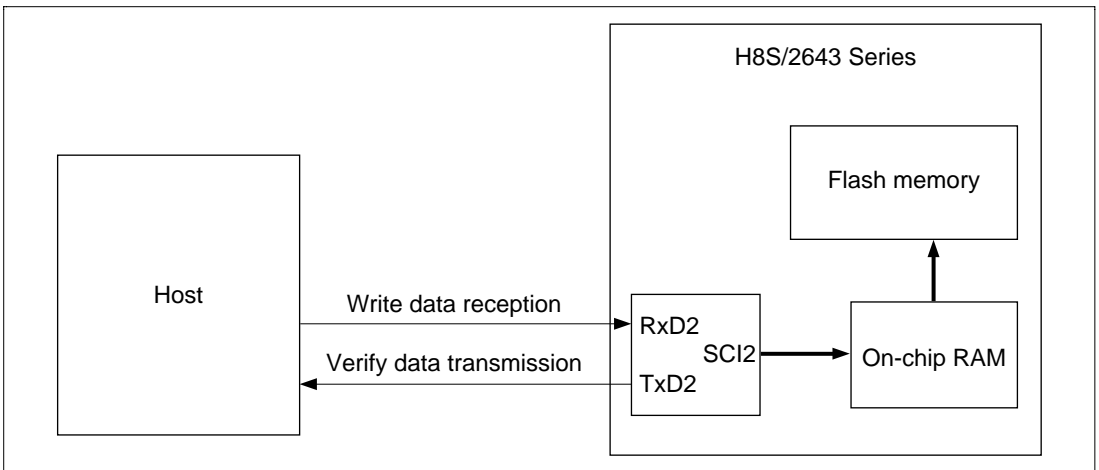 H8S/2643 Series
Flash memory
Host
Write data reception
RxD2
SCI2
On-chip RAM
Verify data transmission
TxD2